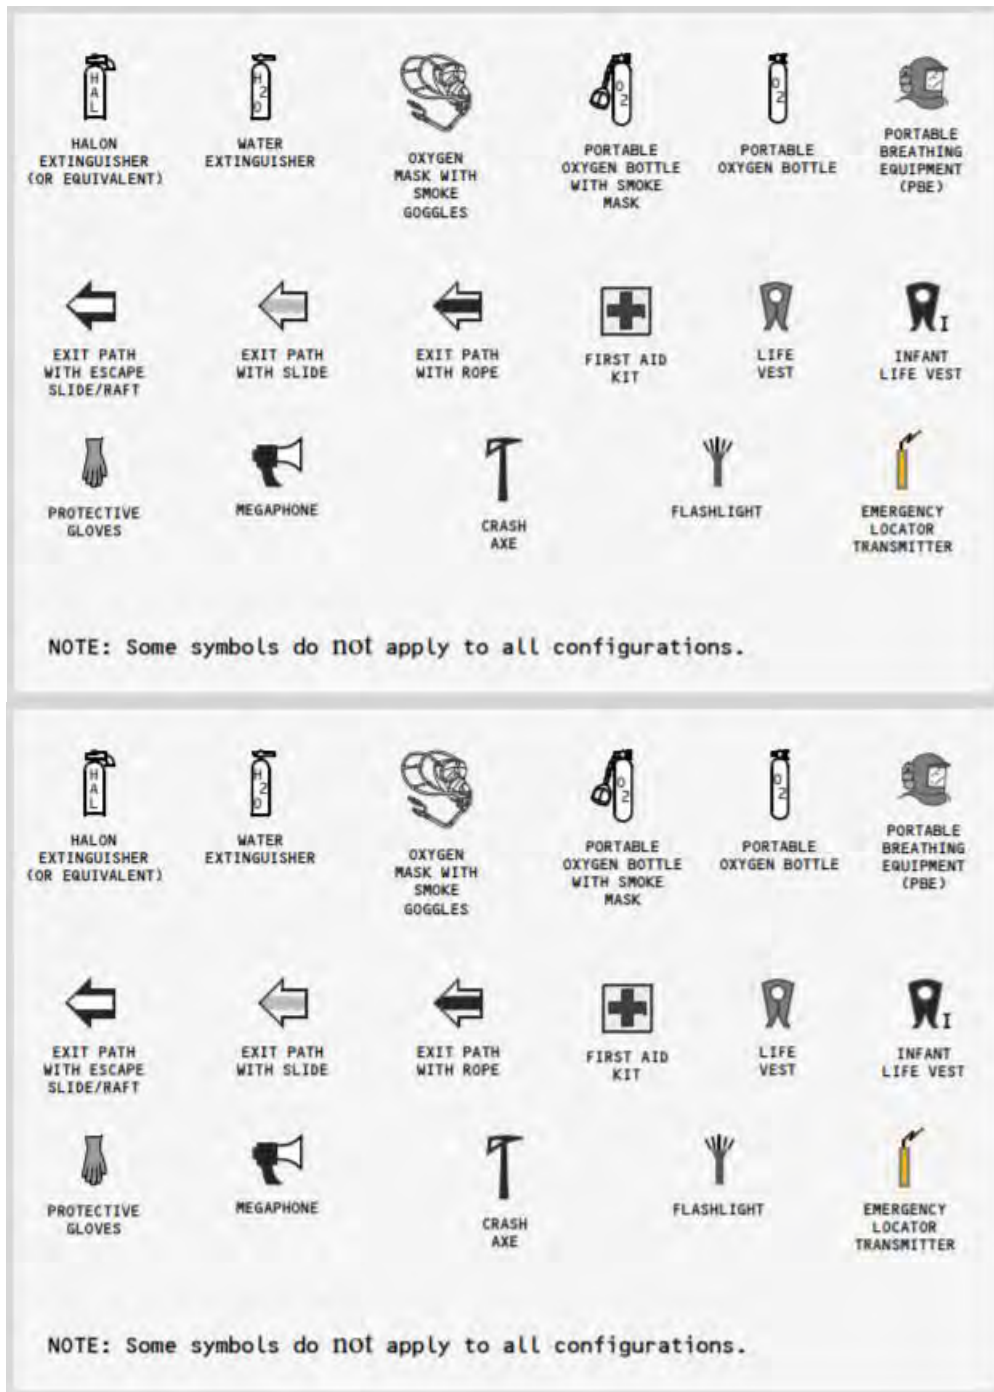 HAL
H2O
O2
O2
HALON
EXTINGUISHER
(OR EQUIVALENT)
WATER
EXTINGUISHER
OXYGEN
MASK WITH
SMOKE
GOGGLES
PORTABLE
OXYGEN BOTTLE
WITH SMOKE
MASK
PORTABLE
OXYGEN BOTTLE
PORTABLE
BREATHING
EQUIPMENT
(PBE)
EXIT PATH
WITH ESCAPE
SLIDE/RAFT
EXIT PATH
WITH SLIDE
EXIT PATH
WITH ROPE
FIRST AID
KIT
LIFE
VEST
I
INFANT
LIFE VEST
PROTECTIVE
GLOVES
MEGAPHONE
CRASH
AXE
FLASHLIGHT
EMERGENCY
LOCATOR
TRANSMITTER
NOTE: Some symbols do not apply to all configurations.
HAL
H2O
O2
O2
HALON
EXTINGUISHER
(OR EQUIVALENT)
WATER
EXTINGUISHER
OXYGEN
MASK WITH
SMOKE
GOGGLES
PORTABLE
OXYGEN BOTTLE
WITH SMOKE
MASK
PORTABLE
OXYGEN BOTTLE
PORTABLE
BREATHING
EQUIPMENT
(PBE)
EXIT PATH
WITH ESCAPE
SLIDE/RAFT
EXIT PATH
WITH SLIDE
EXIT PATH
WITH ROPE
FIRST AID
KIT
LIFE
VEST
I
INFANT
LIFE VEST
PROTECTIVE
GLOVES
MEGAPHONE
CRASH
AXE
FLASHLIGHT
EMERGENCY
LOCATOR
TRANSMITTER
NOTE: Some symbols do not apply to all configurations.